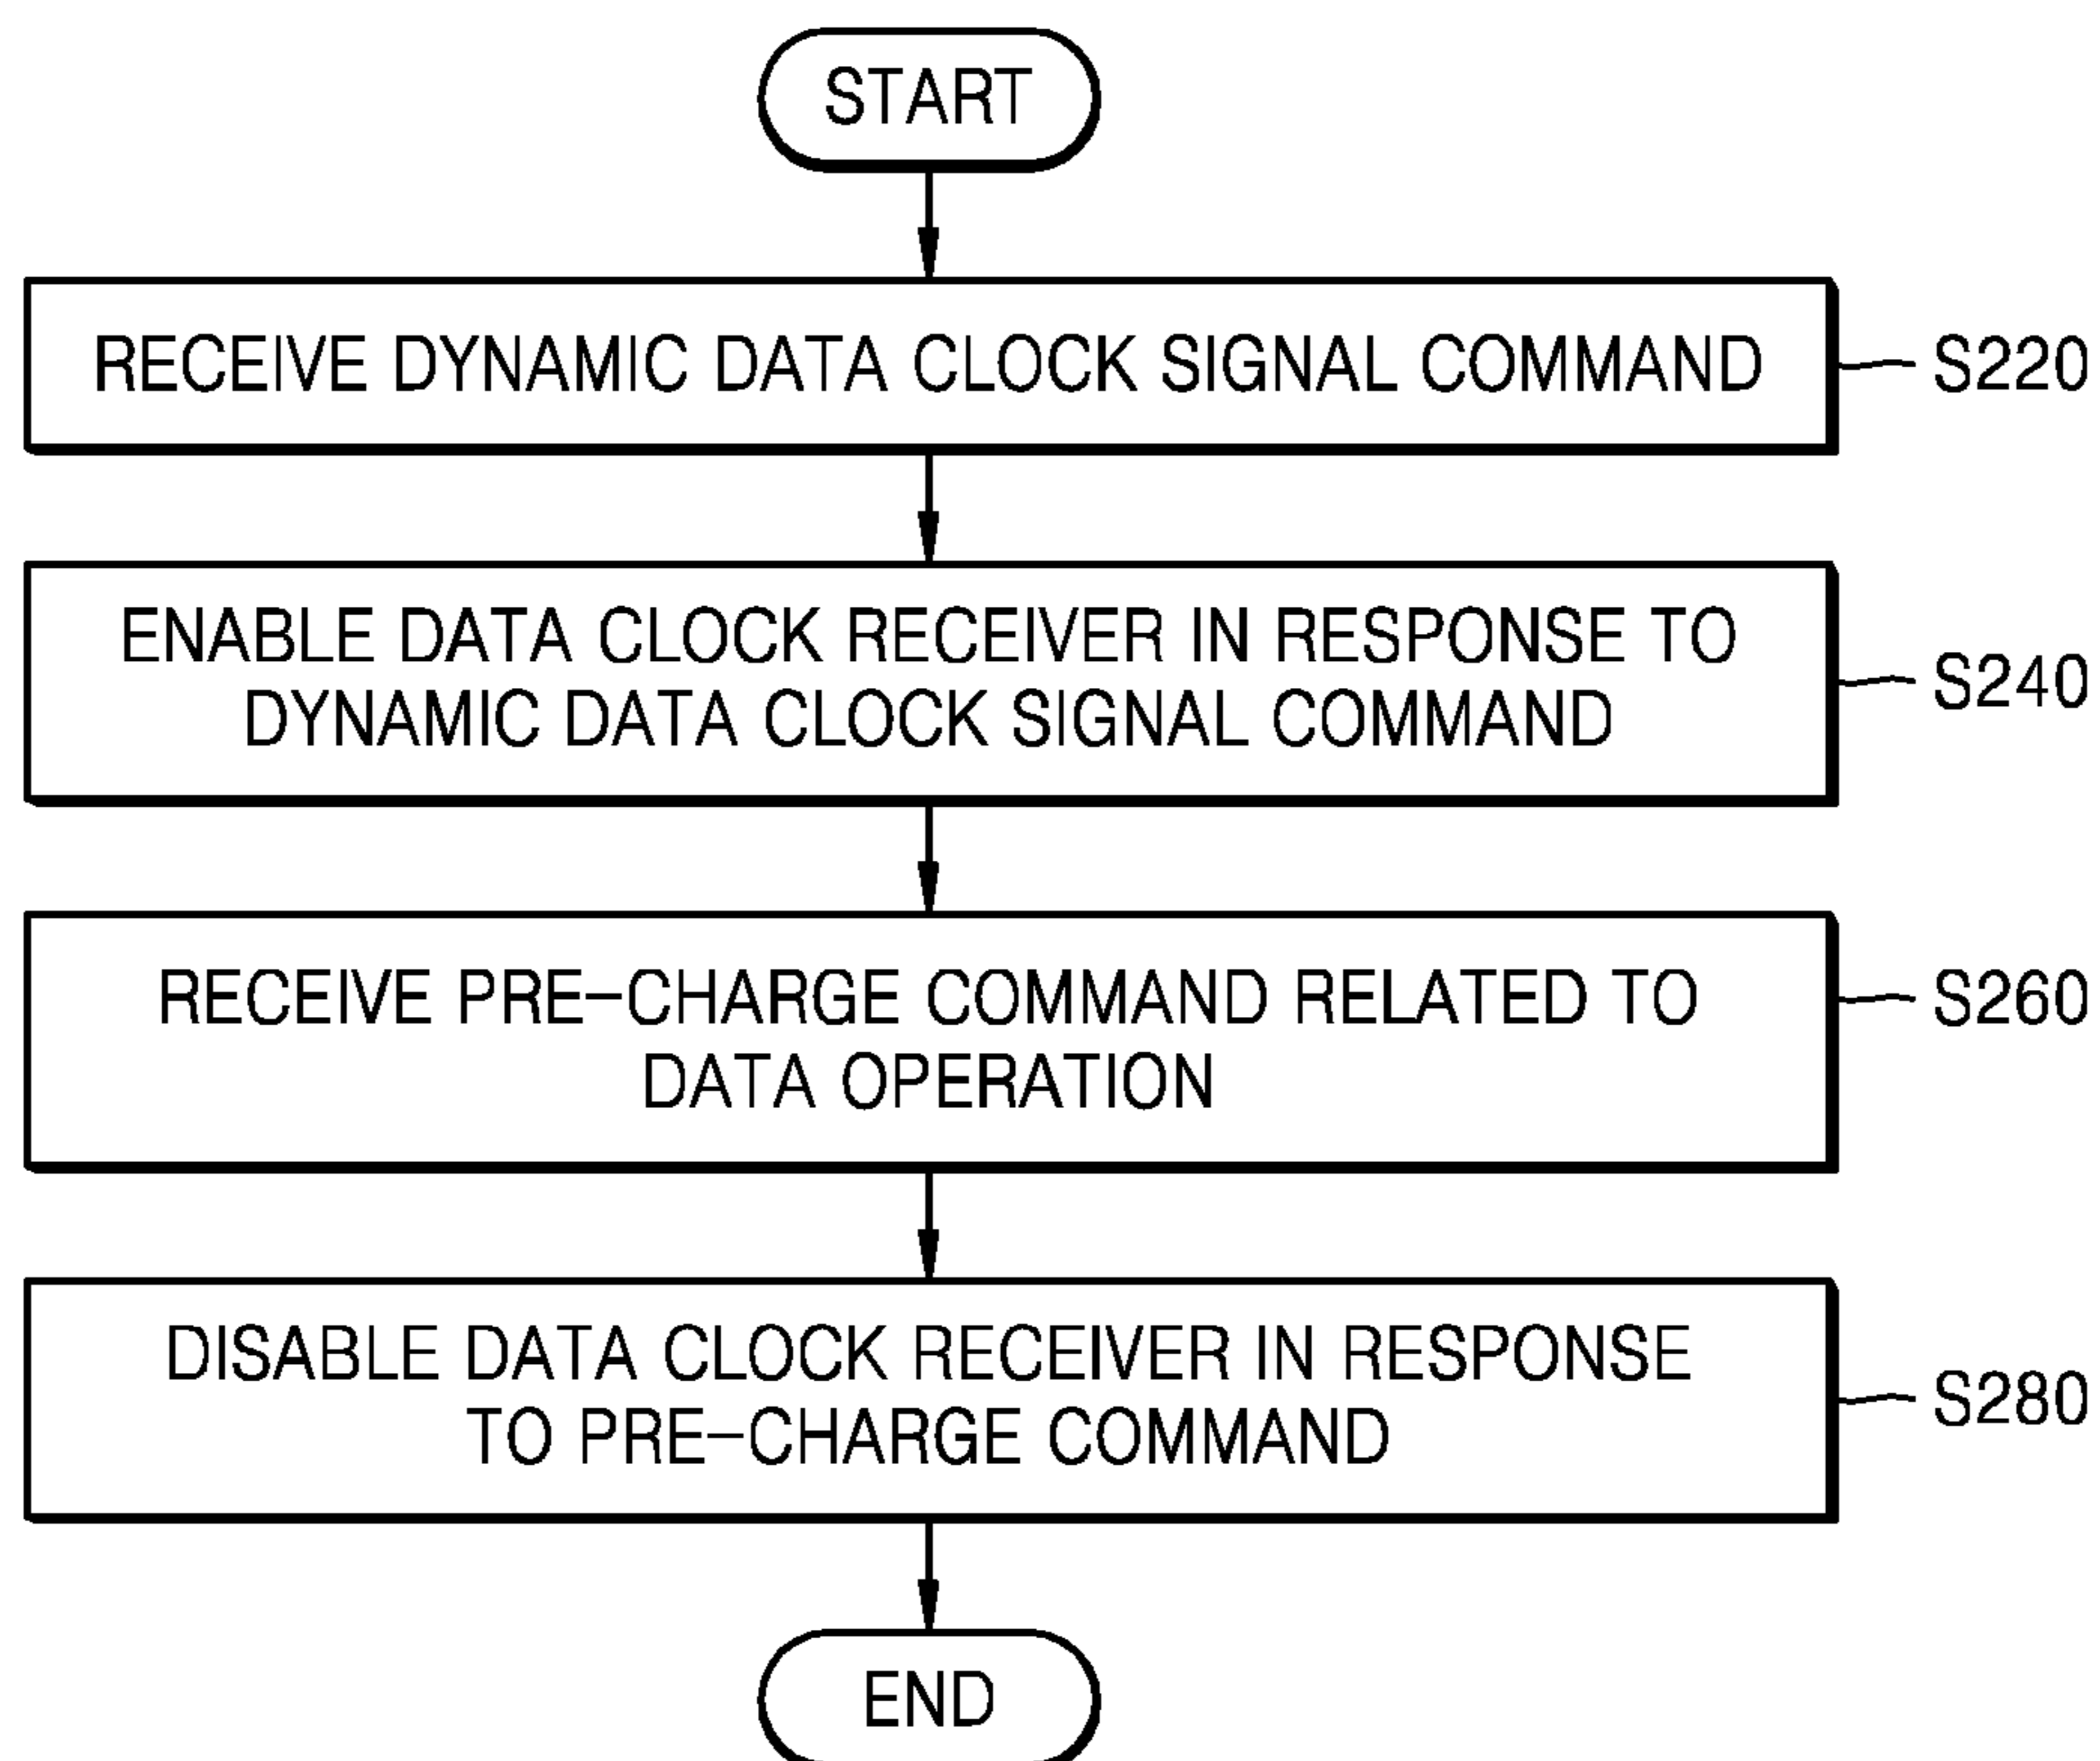 START
RECEIVE DYNAMIC DATA CLOCK SIGNAL COMMAND
S220
ENABLE DATA CLOCK RECEIVER IN RESPONSE TO
DYNAMIC DATA CLOCK SIGNAL COMMAND
S240
RECEIVE PRE-CHARGE COMMAND RELATED TO
DATA OPERATION
S260
DISABLE DATA CLOCK RECEIVER IN RESPONSE
TO PRE-CHARGE COMMAND
S280
END